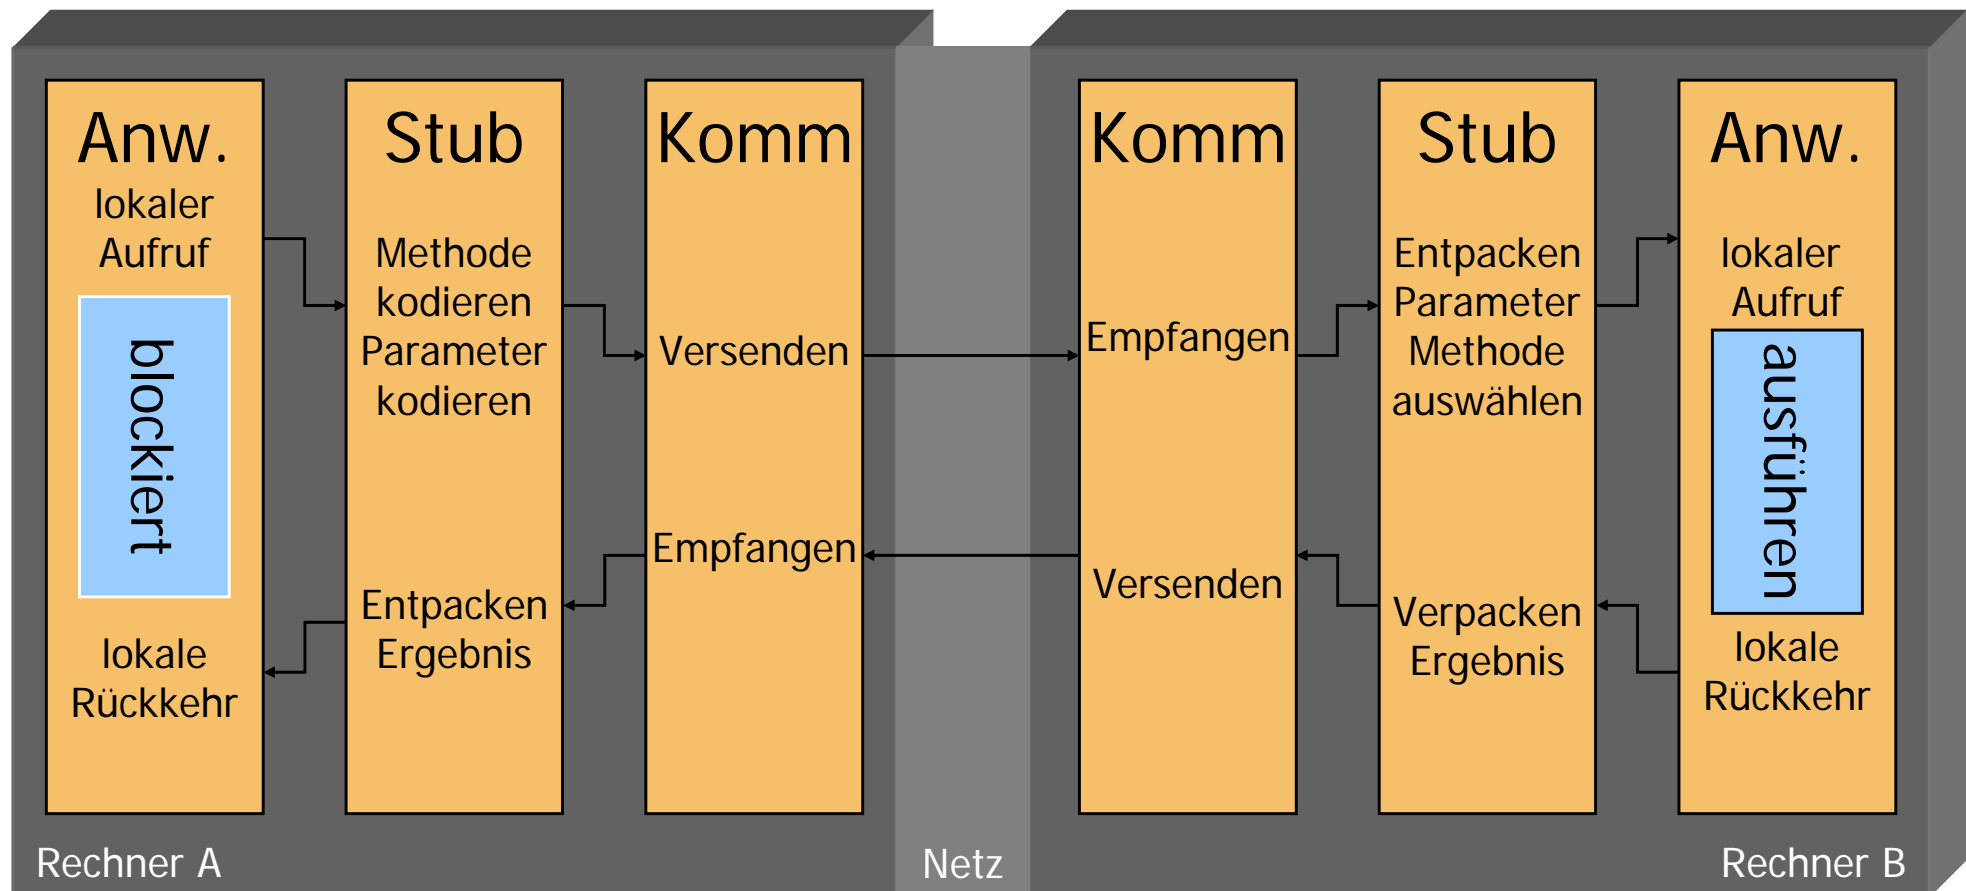 Anw.
lokaler
Aufruf
blockiert
lokale
Rückkehr
Stub
Methode
kodieren
Parameter
kodieren
Entpacken
Ergebnis
Komm
Versenden
Empfangen
Komm
Empfangen
Versenden
Stub
Entpacken
Parameter
Methode
auswählen
Verpacken
Ergebnis
Anw.
lokaler
Aufruf
ausführen
lokale
Rückkehr
Rechner A
Netz
Rechner B